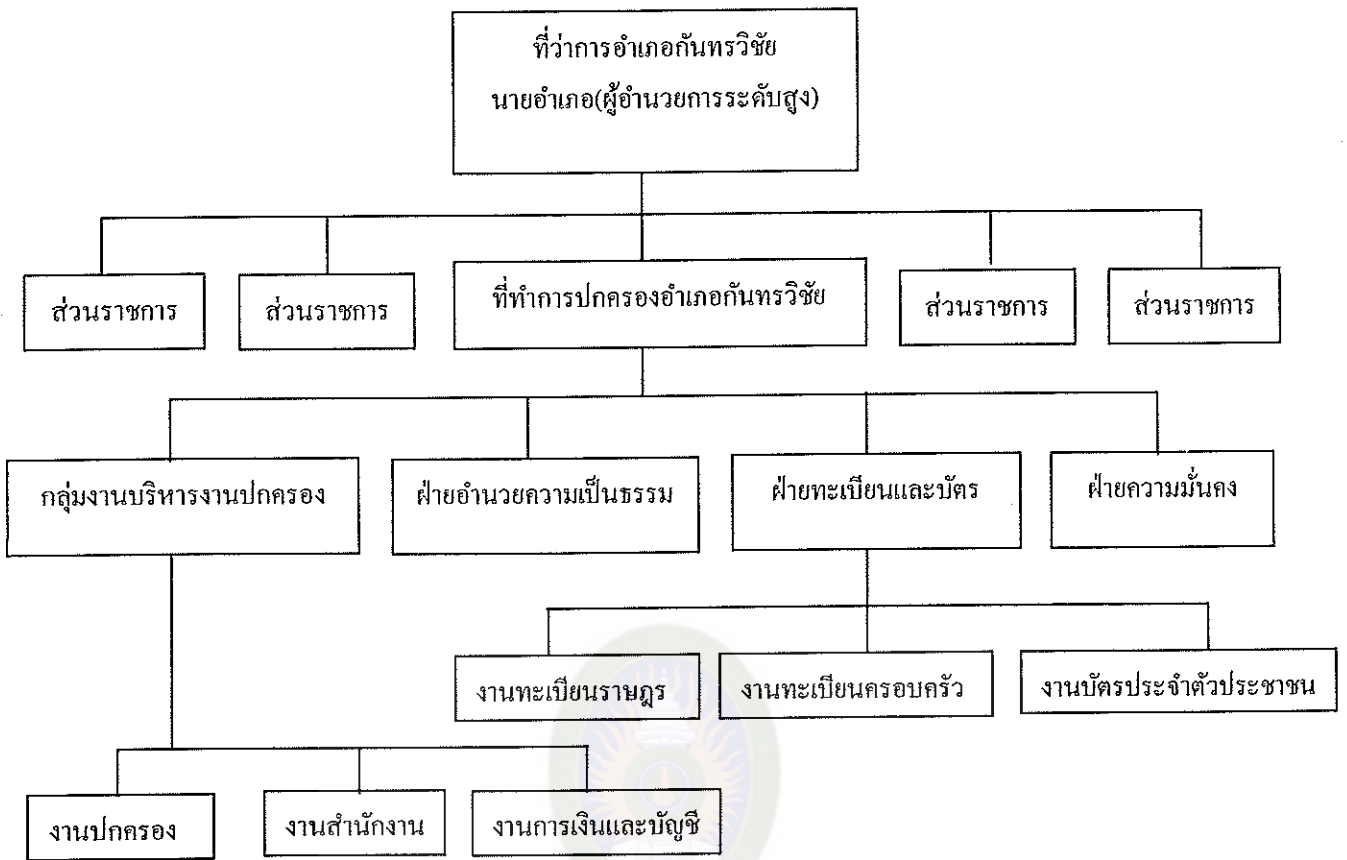 ที่ว่าการอำเภอกันทรวิชัย
นายอำเภอ(ผู้อำนวยการระดับสูง)
ส่วนราชการ
ส่วนราชการ
ที่ทำการปกครองอำเภอกันทรวิชัย
ส่วนราชการ
ส่วนราชการ
กลุ่มงานบริหารงานปกครอง
ฝ่ายอำนวยความเป็นธรรม
ฝ่ายทะเบียนและบัตร
ฝ่ายความมั่นคง
งานทะเบียนราษฎร
งานทะเบียนครอบครัว
งานบัตรประจำตัวประชาชน
งานปกครอง
งานสำนักงาน
งานการเงินและบัญชี